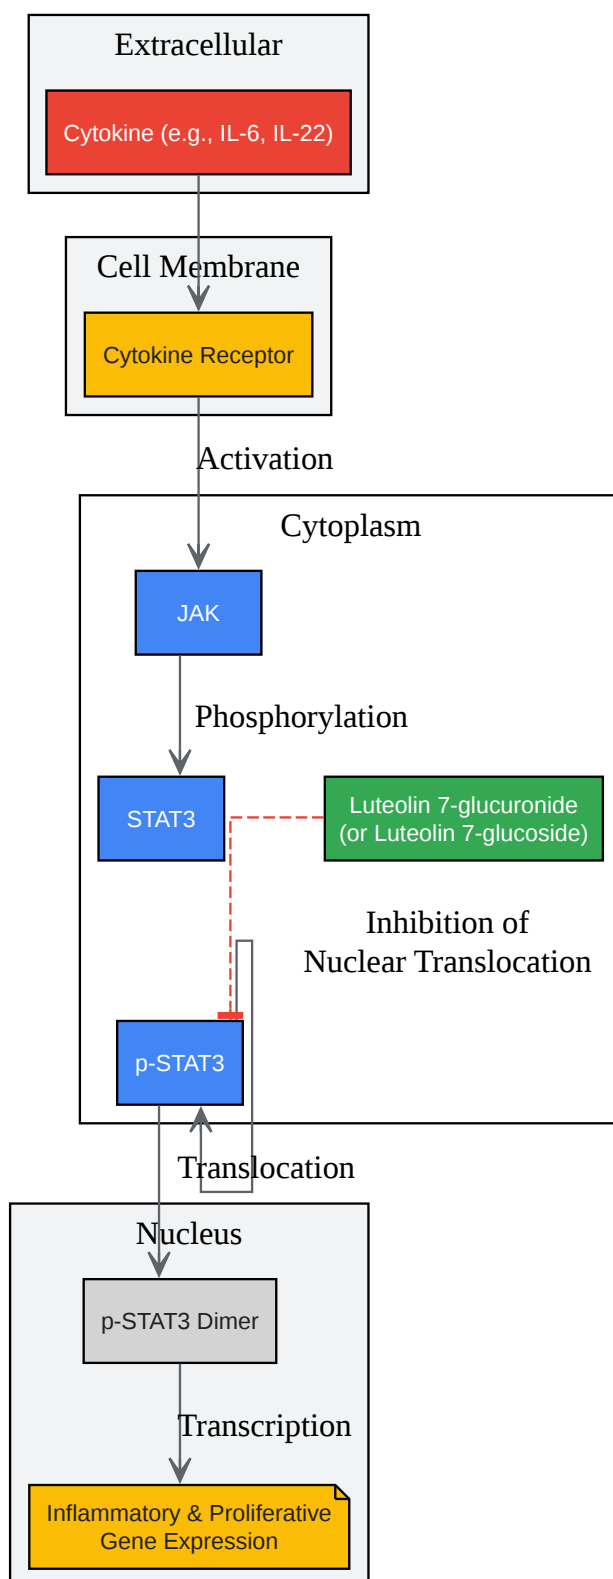 Extracellular
Cytokine (e.g., IL-6, IL-22)
Cell Membrane
Cytokine Receptor
Activation
Cytoplasm
JAK
Phosphorylation
STAT3
Luteolin 7-glucuronide
(or Luteolin 7-glucoside)
Inhibition of
Nuclear Translocation
p-STAT3
Translocation
Nucleus
p-STAT3 Dimer
Transcription
Inflammatory & Proliferative
Gene Expression